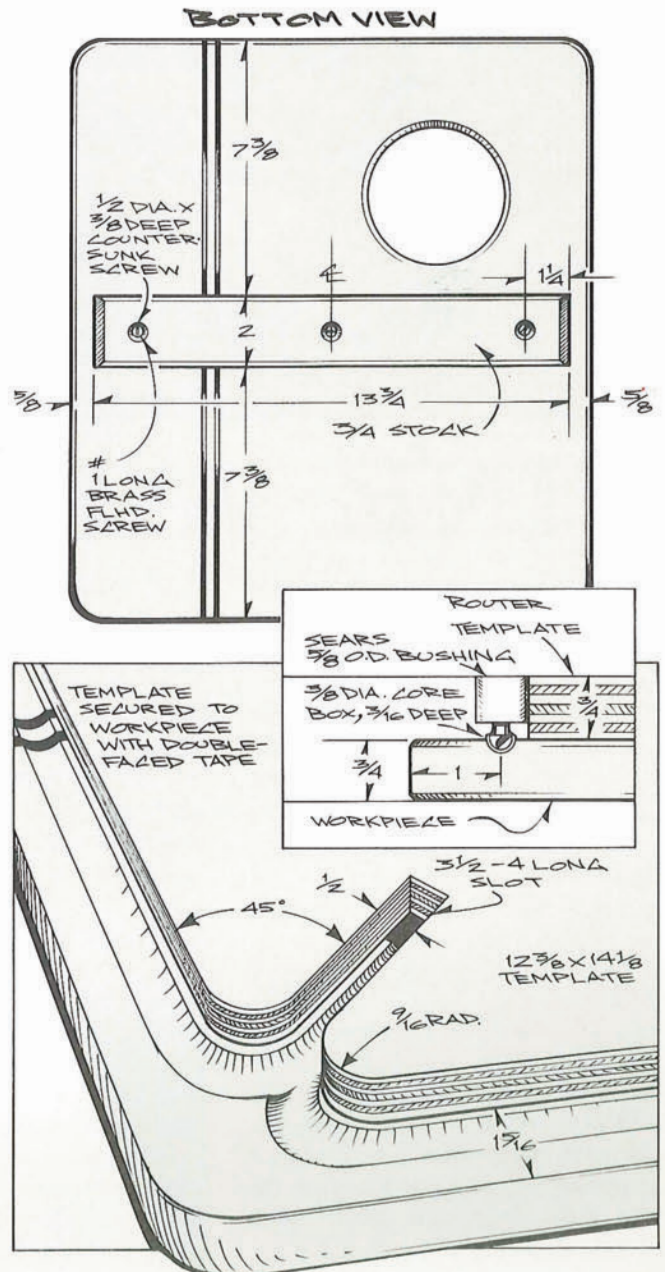 BOTTOM VIEW
7 3/8
1/2 DIA. X
3/8 DEEP
COUNTER-
SUNK
SCREW
℄
1 1/4
2
5/8
13 3/4
5/8
3/4 STOCK
#
1 LONG
BRASS
FLHD.
SCREW
7 3/8
ROUTER
TEMPLATE
SEARS
5/8 O.D. BUSHING
3/8 DIA. CORE
BOX, 3/16 DEEP
3/4
3/4
1
WORKPIECE
TEMPLATE
SECURED TO
WORKPIECE
WITH DOUBLE-
FACED TAPE
3 1/2 - 4 LONG
SLOT
1/2
45°
12 3/8 X 14 1/8
TEMPLATE
9/16 RAD.
15/16